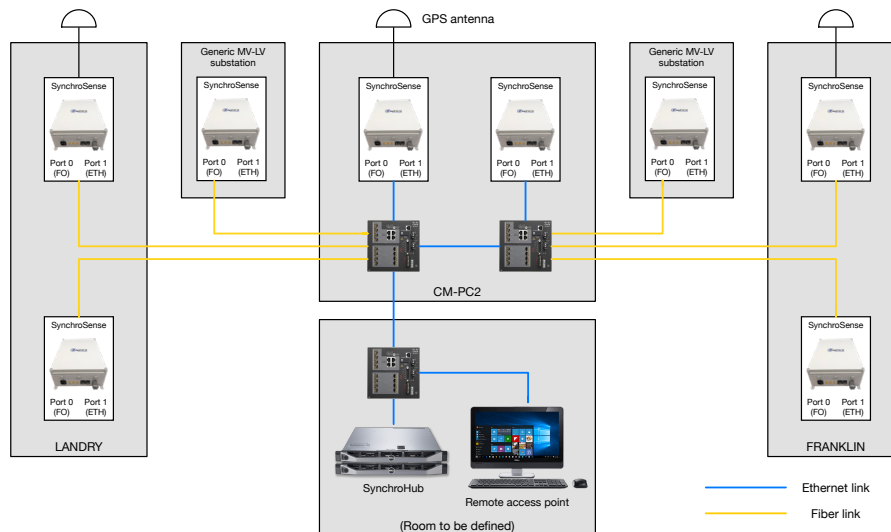 GPS antenna
SynchroSense
Port 0
(FO)
Port 1
(ETH)
SynchroSense
Port 0
(FO)
Port 1
(ETH)
LANDRY
Generic MV-LV
substation
SynchroSense
Port 0
(FO)
Port 1
(ETH)
SynchroSense
Port 0
(FO)
Port 1
(ETH)
SynchroSense
Port 0
(FO)
Port 1
(ETH)
CM-PC2
Generic MV-LV
substation
SynchroSense
Port 0
(FO)
Port 1
(ETH)
SynchroSense
Port 0
(FO)
Port 1
(ETH)
SynchroSense
Port 0
(FO)
Port 1
(ETH)
FRANKLIN
SynchroHub
Remote access point
(Room to be defined)
Ethernet link
Fiber link